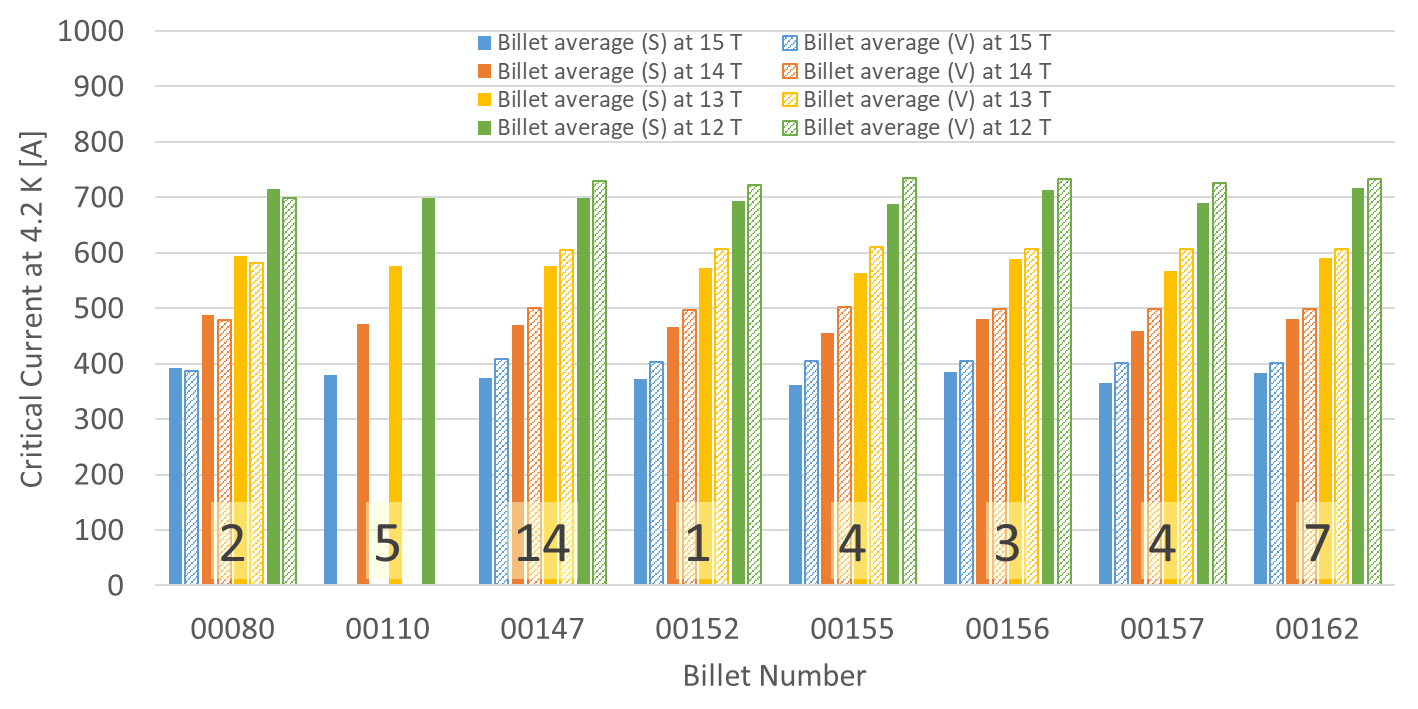 1000
900
800
700
600
500
400
300
200
100
0
Critical Current at 4.2 K [A]
Billet average (S) at 15 T
Billet average (V) at 15 T
Billet average (S) at 14 T
Billet average (V) at 14 T
Billet average (S) at 13 T
Billet average (V) at 13 T
Billet average (S) at 12 T
Billet average (V) at 12 T
2 5 14 1 4 3 4 7
00080 00110 00147 00152 00155 00156 00157 00162
Billet Number